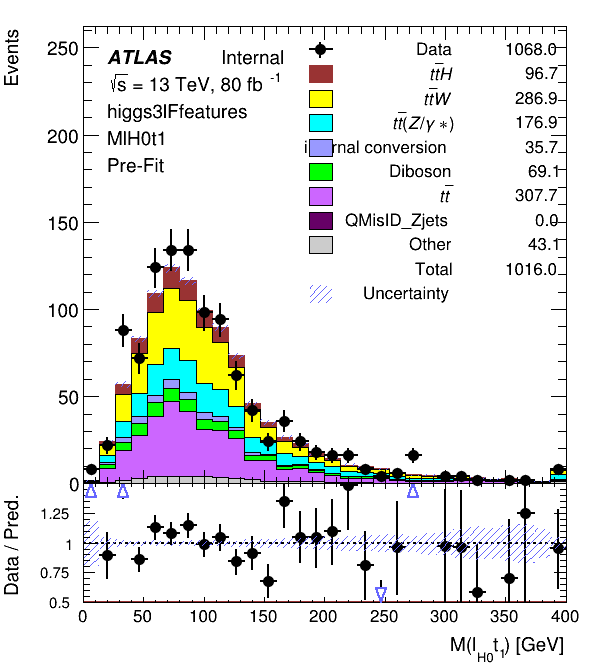 Events
250
200
150
100
50
0
ATLAS Internal
√s = 13 TeV, 80 fb -1
higgs3lFfeatures
MlH0t1
Pre-Fit
Data 1068.0
tt̄H 96.7
tt̄W 286.9
tt̄(Z/γ *) 176.9
conversion 35.7
Diboson 69.1
tt̄ 307.7
QMisID_Zjets 0.0
Other 43.1
Total 1016.0
Uncertainty
Data / Pred.
1.25
1
0.75
0.5
0 50 100 150 200 250 300 350 400
M(l_H0 t_1) [GeV]